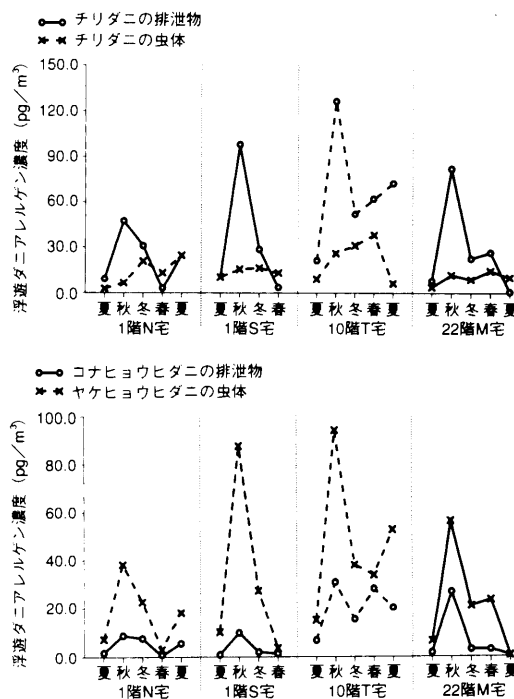 チリダニの排泄物
チリダニの虫体
浮遊ダニアレルゲン濃度 (pg/m³)
150.0
120.0
90.0
60.0
30.0
0.0
夏 秋 冬 春 夏 夏 秋 冬 春 夏 秋 冬 春 夏 夏 秋 冬 春 夏
1階N宅 1階S宅 10階T宅 22階M宅
コナヒョウヒダニの排泄物
ヤケヒョウヒダニの虫体
浮遊ダニアレルゲン濃度 (pg/m³)
100.0
80.0
60.0
40.0
20.0
0.0
夏 秋 冬 春 夏 夏 秋 冬 春 夏 秋 冬 春 夏 夏 秋 冬 春 夏
1階N宅 1階S宅 10階T宅 22階M宅